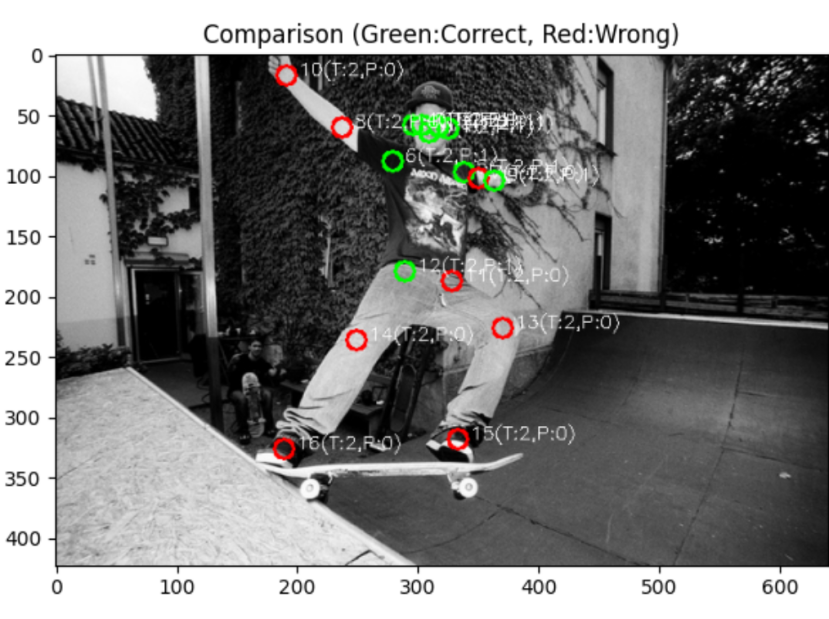 Comparison (Green:Correct, Red:Wrong)
0
10(T:2,P:0)
50
8(T:2
6(T:2,P:1)
100
150
12(T:2,P:1)
11(T:2,P:0)
200
13(T:2,P:0)
14(T:2,P:0)
250
300
15(T:2,P:0)
16(T:2,P:0)
350
400
0 100 200 300 400 500 600